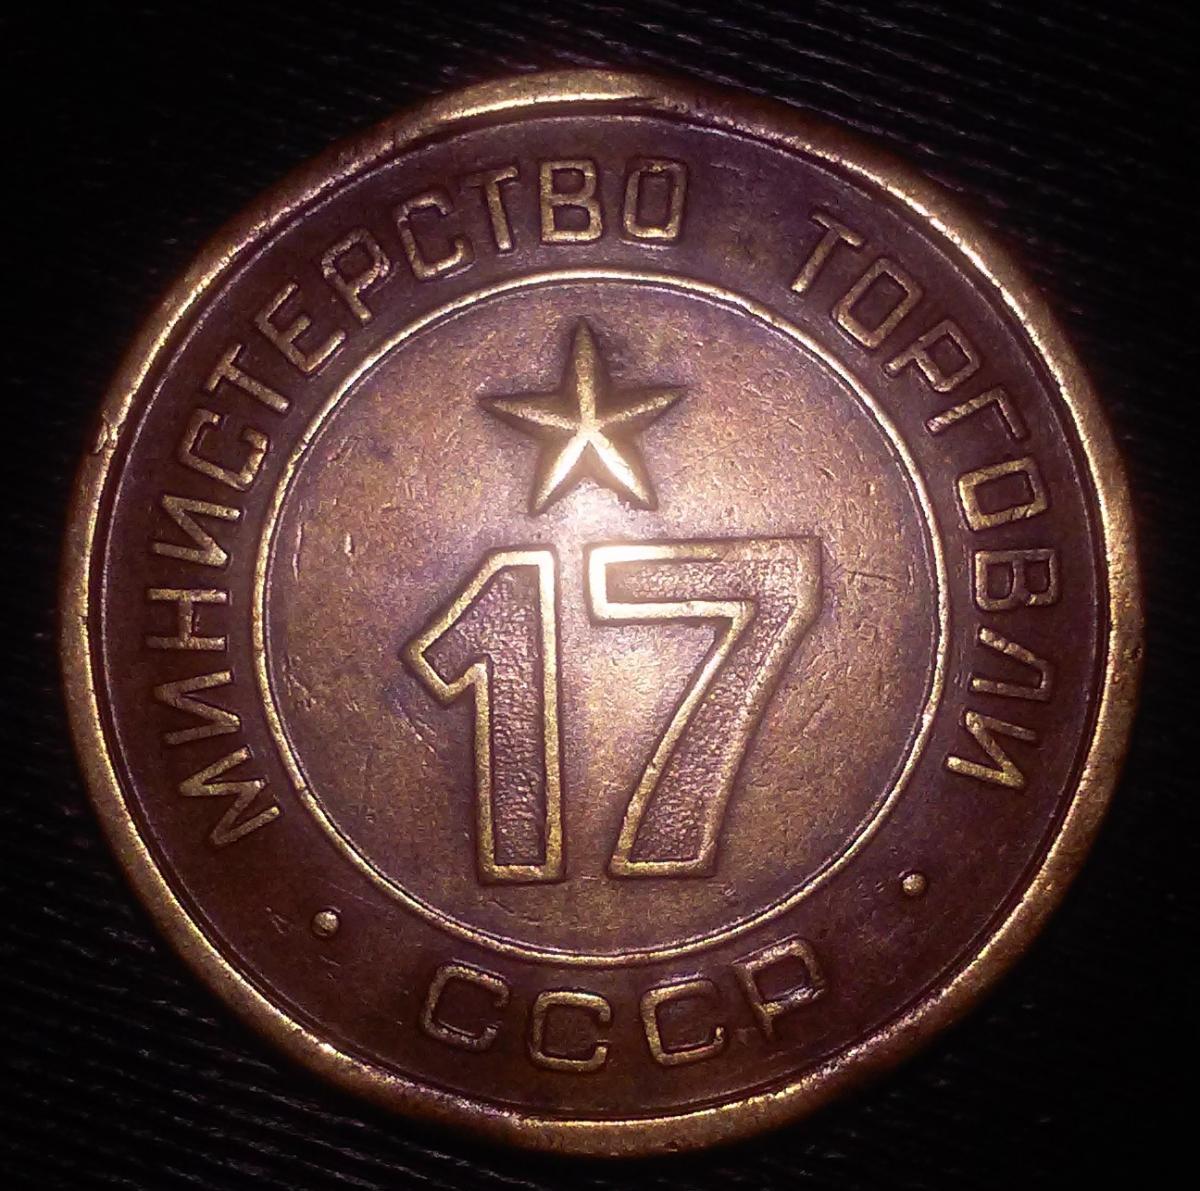 МИНИСТЕРСТВО ТОРГОВЛИ
17
· СССР ·